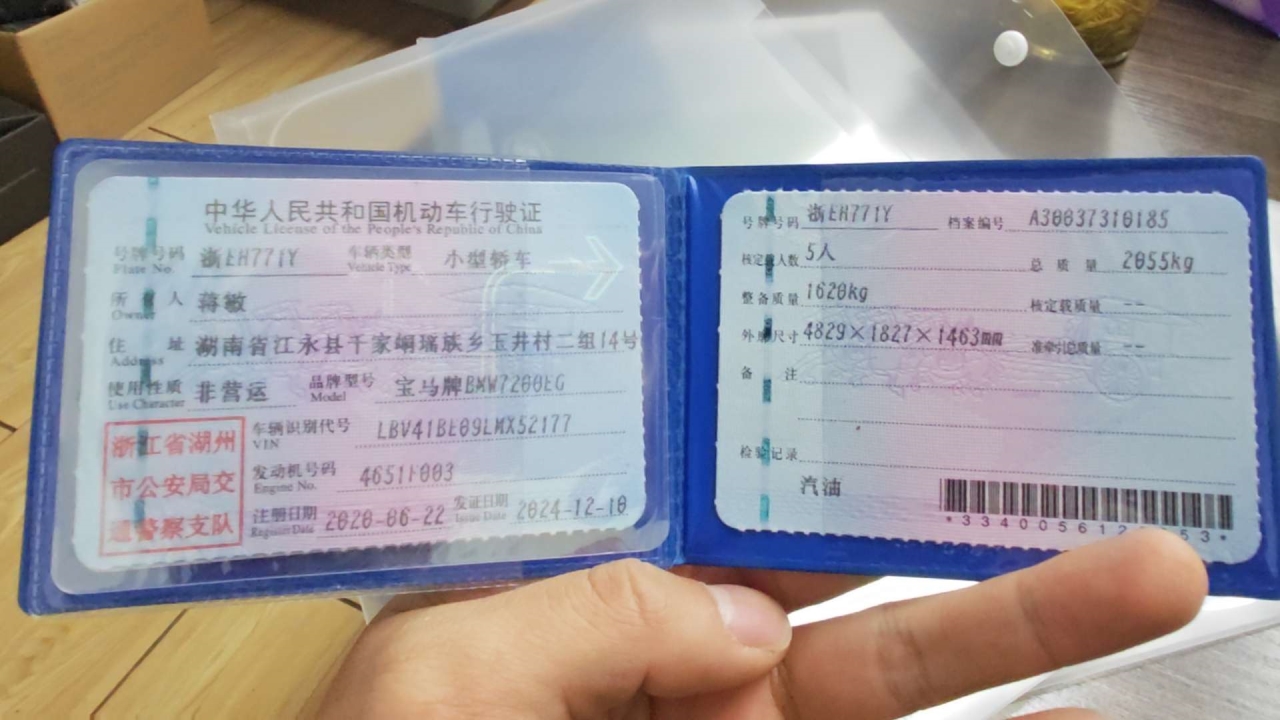 中华人民共和国机动车行驶证
Vehicle License of the People's Republic of China
号牌号码 浙EH771Y 车辆类型 小型轿车
Plate No. Vehicle Type
所有人 蒋敏
Owner
住址 湖南省江永县千家峒瑶族乡玉井村二组14号
Address
使用性质 非营运 品牌型号 宝马牌BMW7200EG
Use Character Model
浙江省湖州
市公安局交
通警察支队
车辆识别代号 LBV41BE09LMX52177
VIN
发动机号码 4651F003
Engine No.
注册日期 2020-06-22 发证日期 2024-12-10
Register Date Issue Date
号牌号码 浙EH771Y 档案编号 A30037310185
核定载人数 5人 总质量 2055kg
整备质量 1620kg 核定载质量 --
外廓尺寸 4829×1827×1463mm 准牵引总质量 --
备注
检验记录
汽油